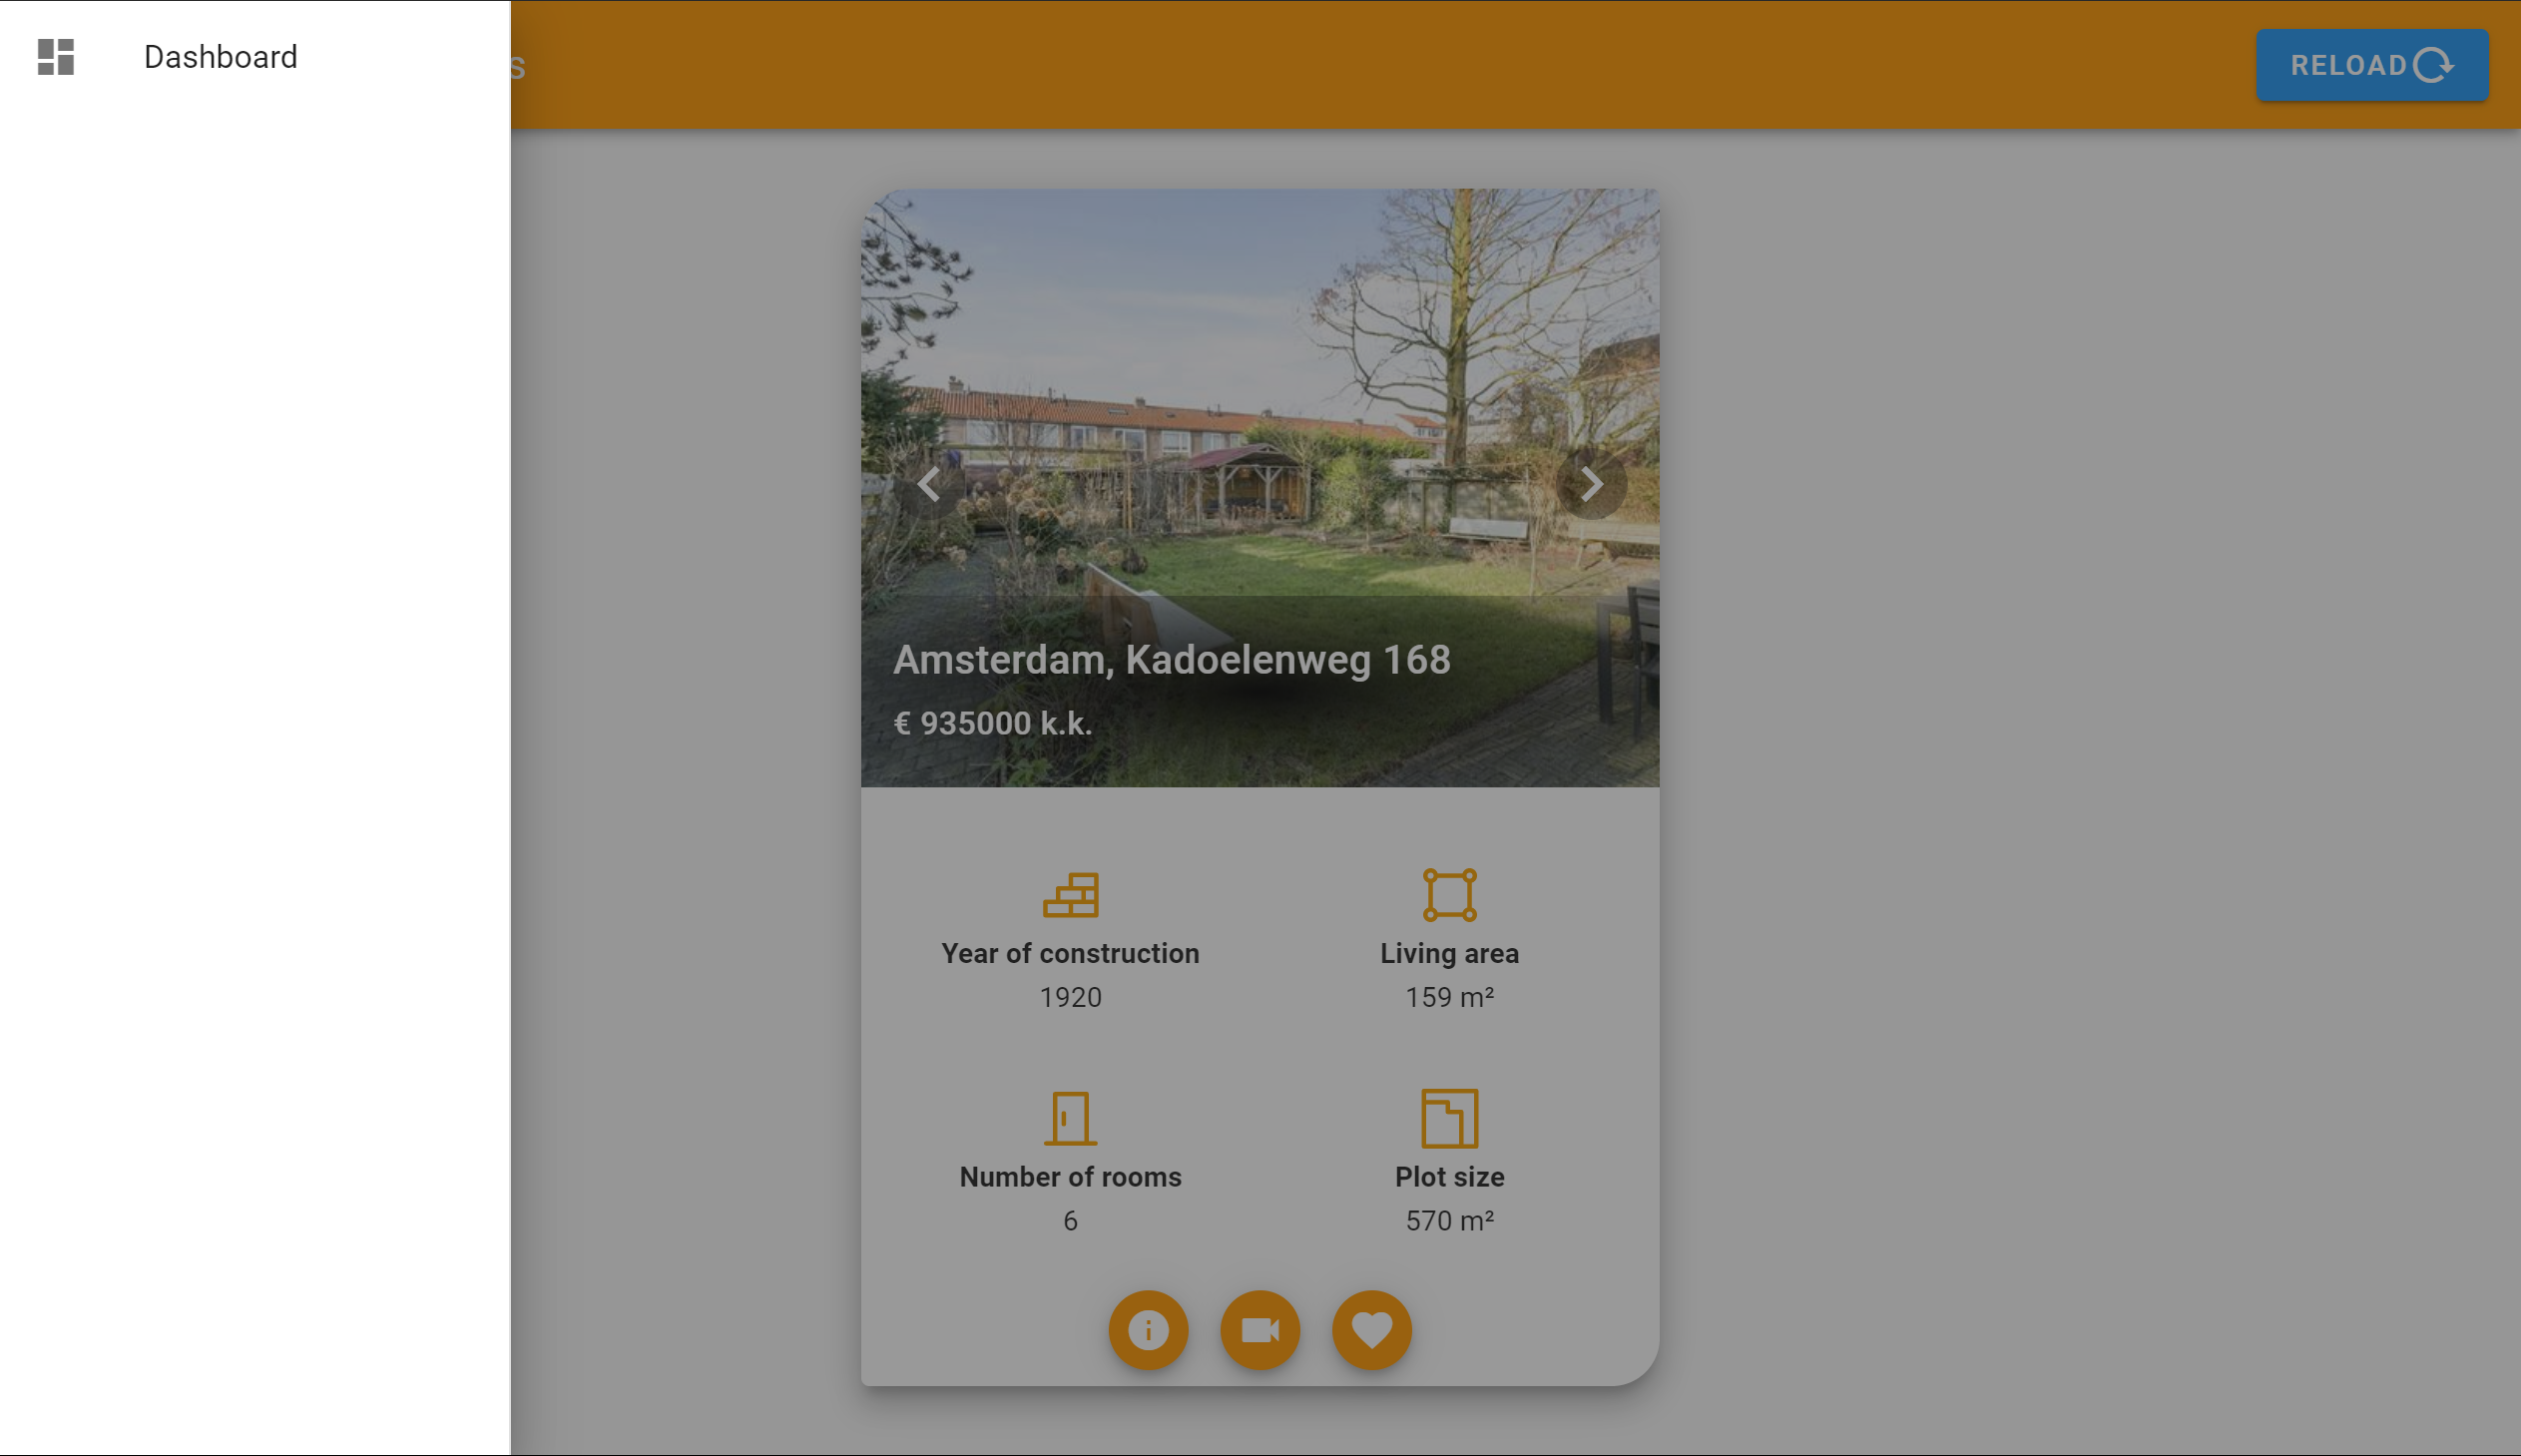 Dashboard
S
RELOAD
Amsterdam, Kadoelenweg 168
€ 935000 k.k.
Year of construction
1920
Living area
159 m²
Number of rooms
6
Plot size
570 m²